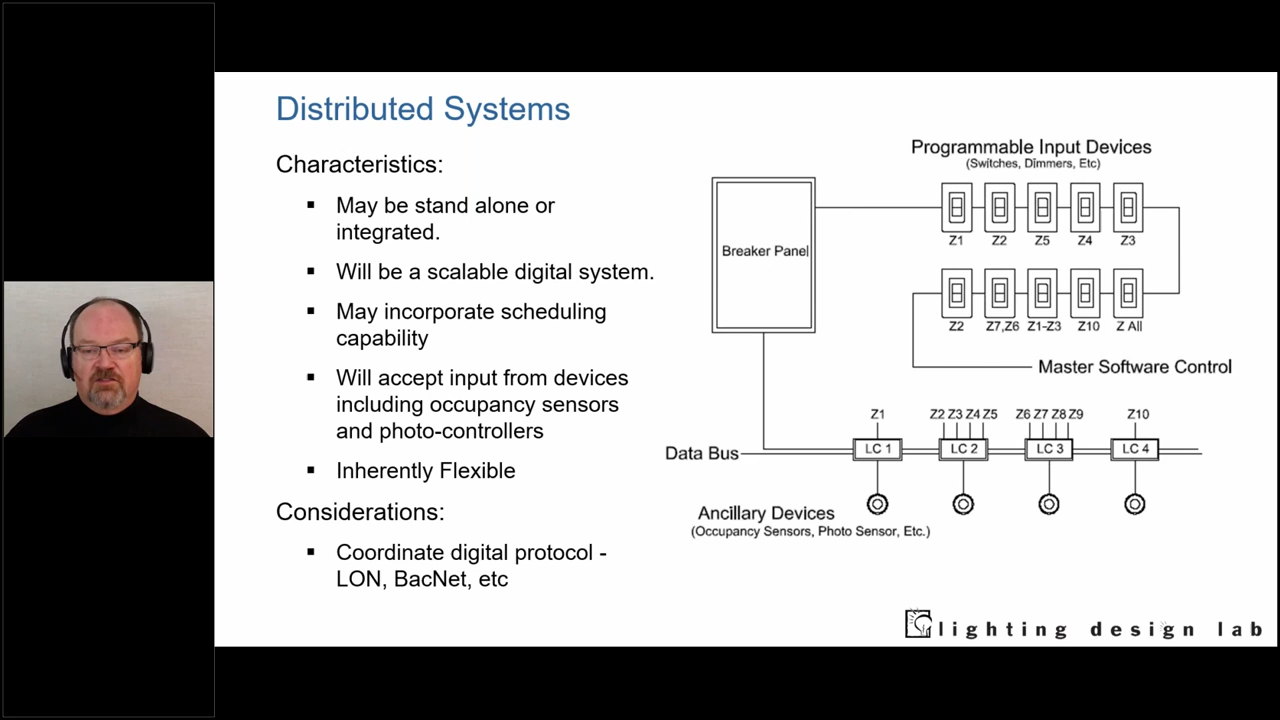 Distributed Systems
Characteristics:
▪ May be stand alone or
integrated.
▪ Will be a scalable digital system.
▪ May incorporate scheduling
capability
▪ Will accept input from devices
including occupancy sensors
and photo-controllers
▪ Inherently Flexible
Considerations:
▪ Coordinate digital protocol -
LON, BacNet, etc
Programmable Input Devices
(Switches, Dimmers, Etc)
Breaker Panel
Z1 Z2 Z5 Z4 Z3
Z2 Z7,Z6 Z1-Z3 Z10 Z All
Master Software Control
Z1 Z2 Z3 Z4 Z5 Z6 Z7 Z8 Z9 Z10
Data Bus LC 1 LC 2 LC 3 LC 4
Ancillary Devices
(Occupancy Sensors, Photo Sensor, Etc.)
lighting design lab